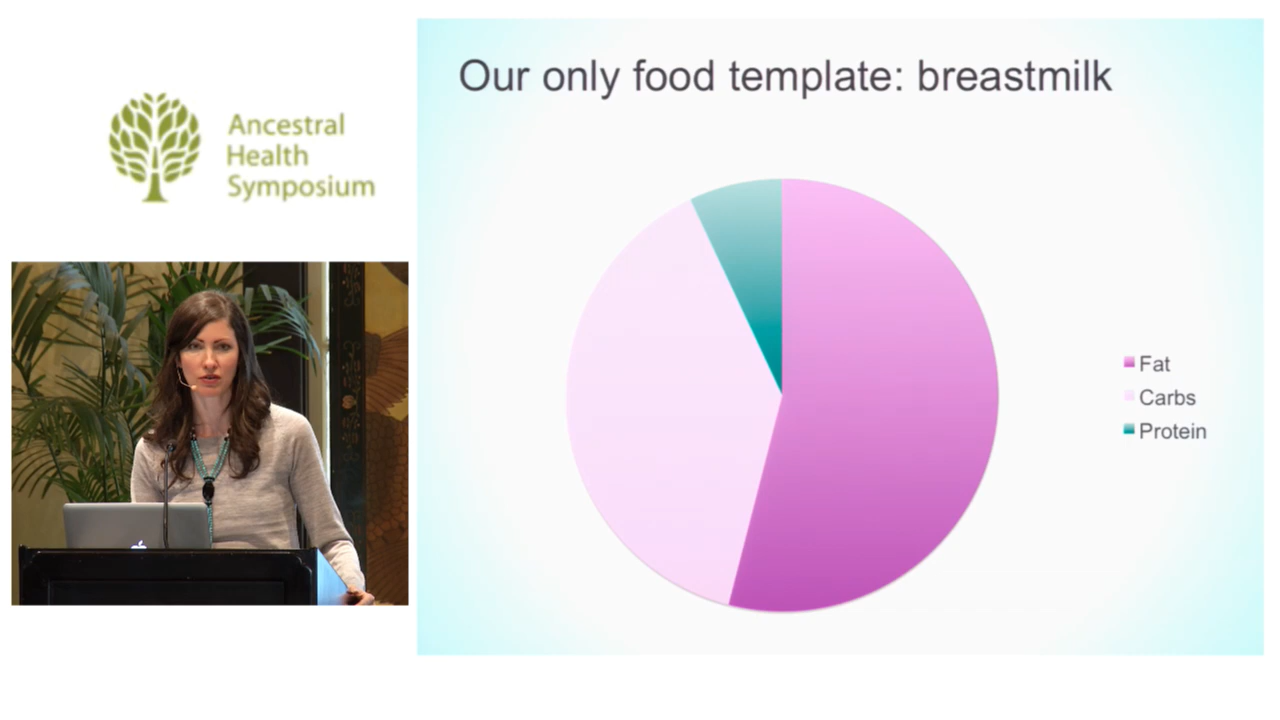 Ancestral
Health
Symposium
Our only food template: breastmilk
Fat
Carbs
Protein